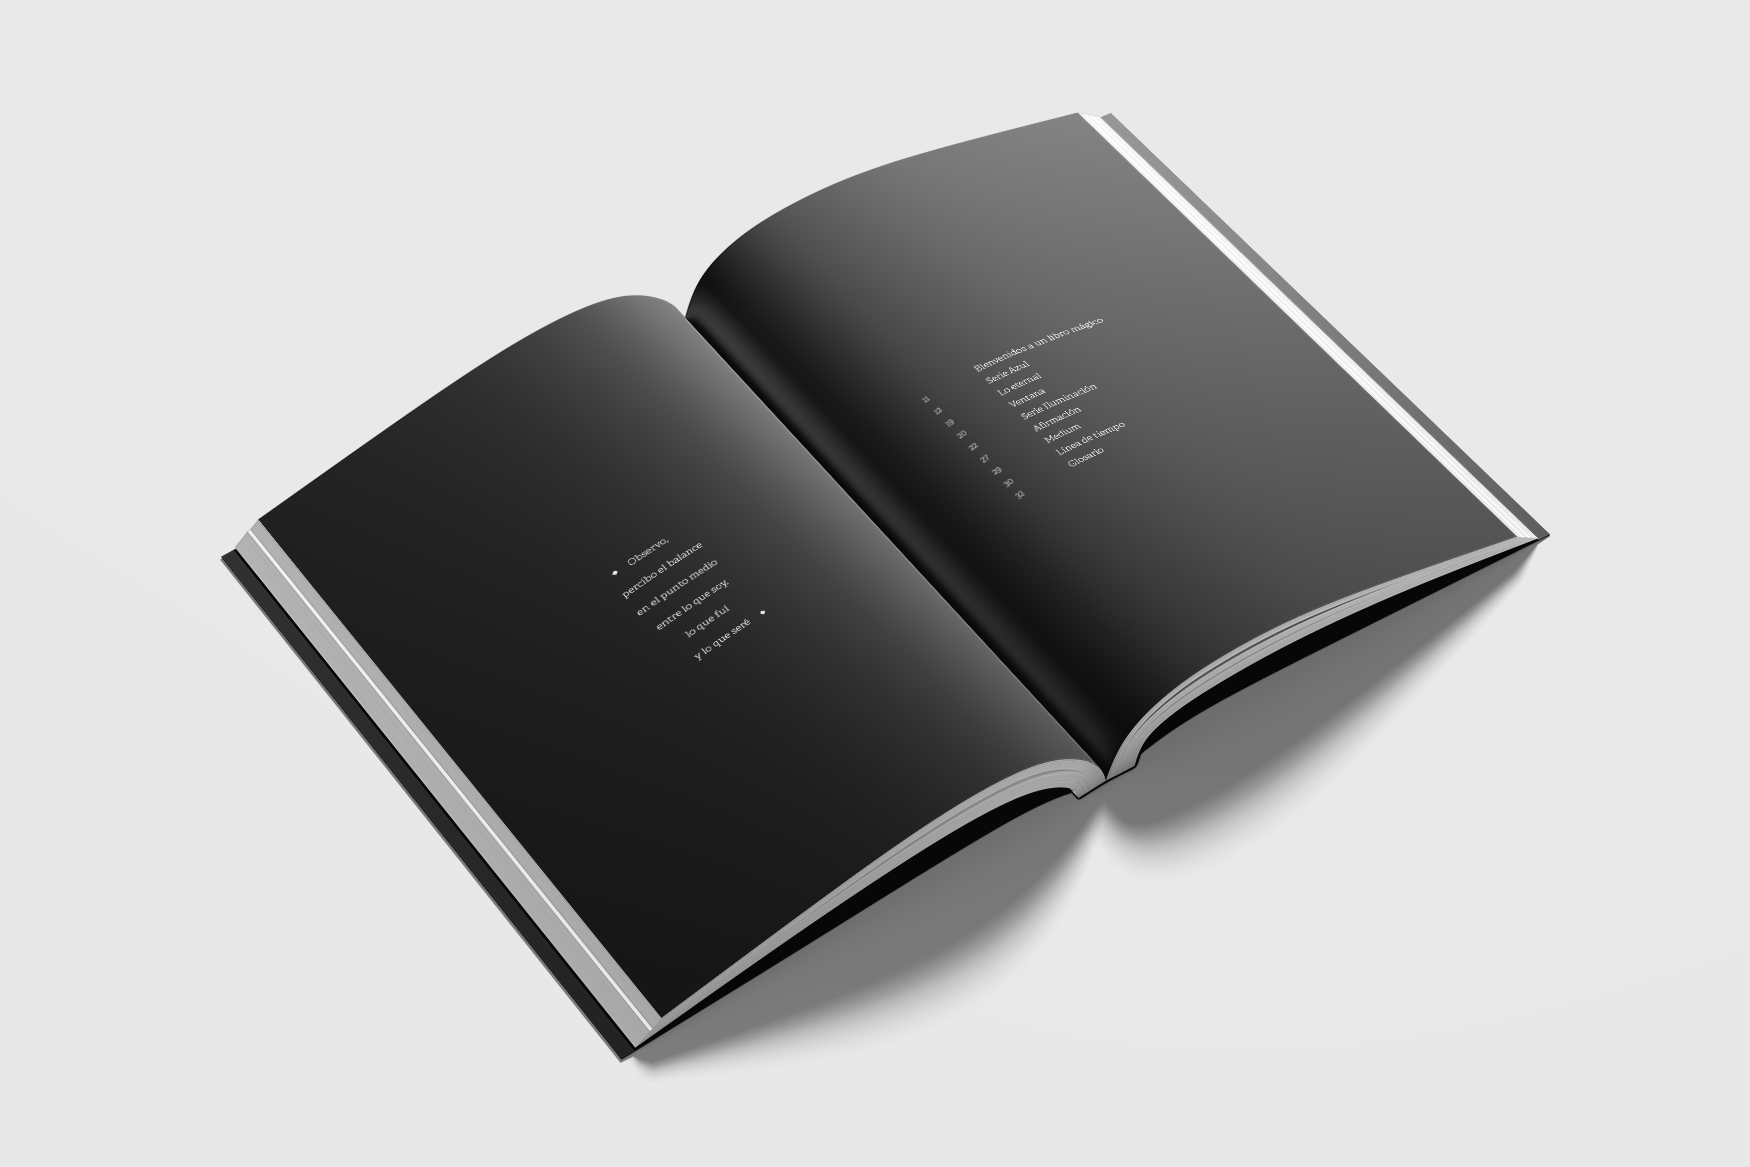 Observo,
percibo el balance
en el punto medio
entre lo que soy,
lo que fui
y lo que seré
11 Bienvenidos a un libro mágico
12 Serie Azul
19 Lo eternal
20 Ventana
22 Serie Iluminación
27 Afirmación
29 Medium
30 Línea de tiempo
32 Glosario